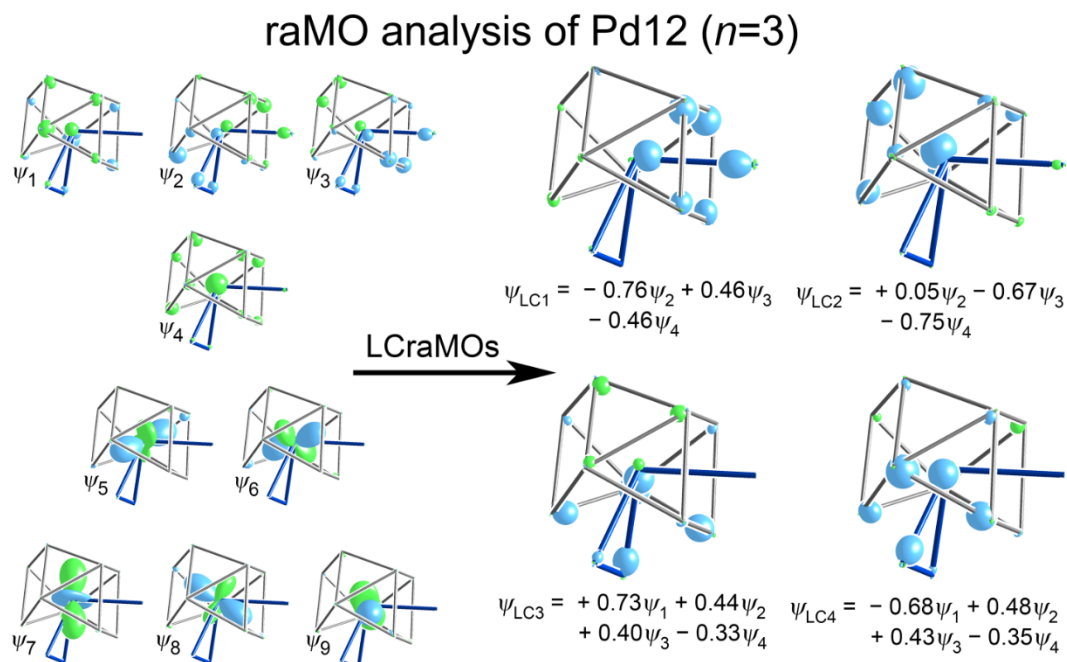 raMO analysis of Pd12 (n=3)
ψ1
ψ2
ψ3
ψ4
ψ5
ψ6
ψ7
ψ8
ψ9
LCraMOs
ψLC1 = − 0.76ψ2 + 0.46ψ3
− 0.46ψ4
ψLC2 = + 0.05ψ2 − 0.67ψ3
− 0.75ψ4
ψLC3 = + 0.73ψ1 + 0.44ψ2
+ 0.40ψ3 − 0.33ψ4
ψLC4 = − 0.68ψ1 + 0.48ψ2
+ 0.43ψ3 − 0.35ψ4